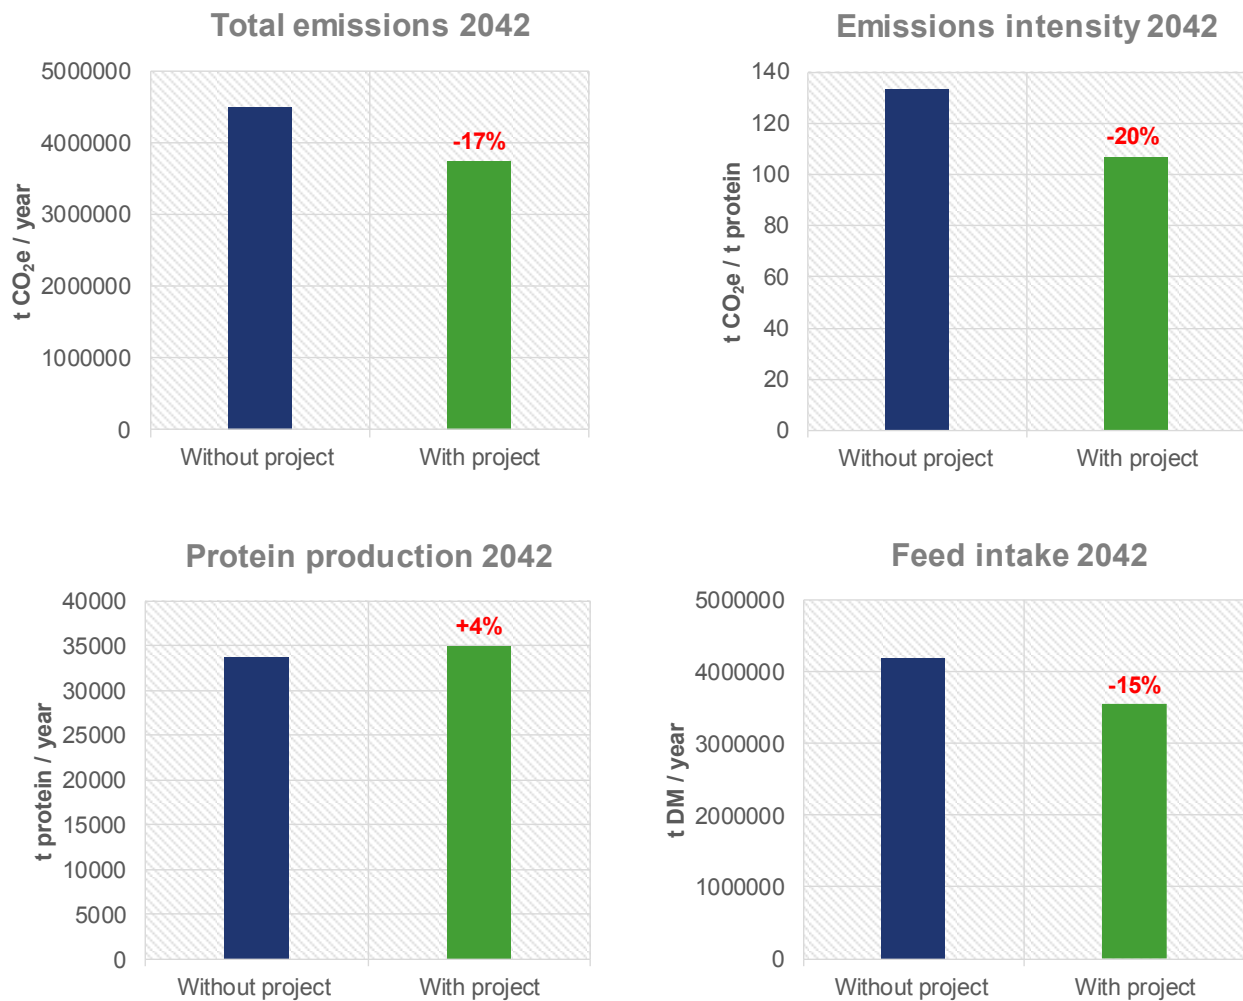 Total emissions 2042
t CO₂e / year
5000000
4000000
3000000
2000000
1000000
0
-17%
Without project
With project
Emissions intensity 2042
t CO₂e / t protein
140
120
100
80
60
40
20
0
-20%
Without project
With project
Protein production 2042
t protein / year
40000
35000
30000
25000
20000
15000
10000
5000
0
+4%
Without project
With project
Feed intake 2042
t DM / year
5000000
4000000
3000000
2000000
1000000
0
-15%
Without project
With project